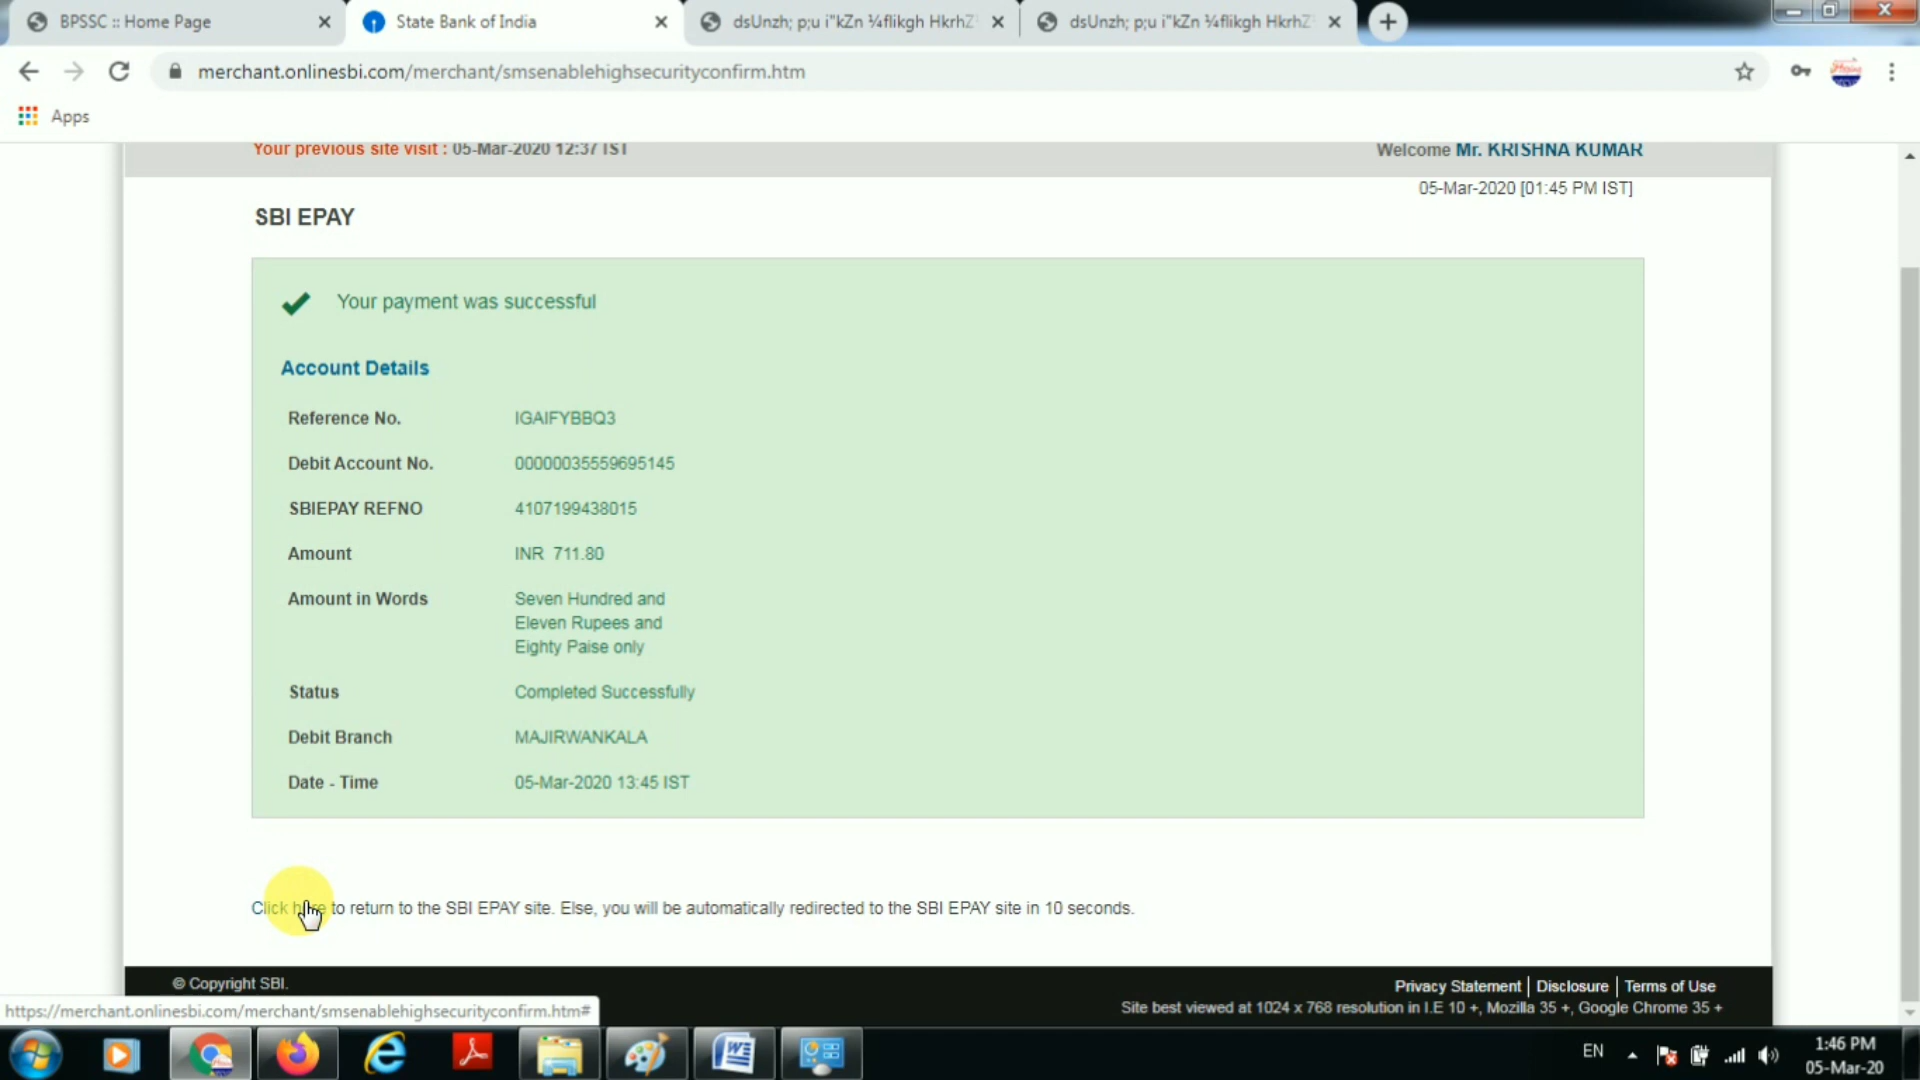 BPSSC :: Home Page
State Bank of India
dsUnzh; p;u i"kZn ¼flikgh HkrhZ
dsUnzh; p;u i"kZn ¼flikgh HkrhZ
merchant.onlinesbi.com/merchant/smsenablehighsecurityconfirm.htm
Apps
Your previous site visit : 05-Mar-2020 12:37 IST
Welcome Mr. KRISHNA KUMAR
05-Mar-2020 [01:45 PM IST]
SBI EPAY
Your payment was successful
Account Details
Reference No. IGAIFYBBQ3
Debit Account No. 00000035559695145
SBIEPAY REFNO 4107199438015
Amount INR 711.80
Amount in Words Seven Hundred and
Eleven Rupees and
Eighty Paise only
Status Completed Successfully
Debit Branch MAJIRWANKALA
Date - Time 05-Mar-2020 13:45 IST
Click here to return to the SBI EPAY site. Else, you will be automatically redirected to the SBI EPAY site in 10 seconds.
© Copyright SBI.
Privacy Statement | Disclosure | Terms of Use
Site best viewed at 1024 x 768 resolution in I.E 10 +, Mozilla 35 +, Google Chrome 35 +
https://merchant.onlinesbi.com/merchant/smsenablehighsecurityconfirm.htm#
EN
1:46 PM
05-Mar-20